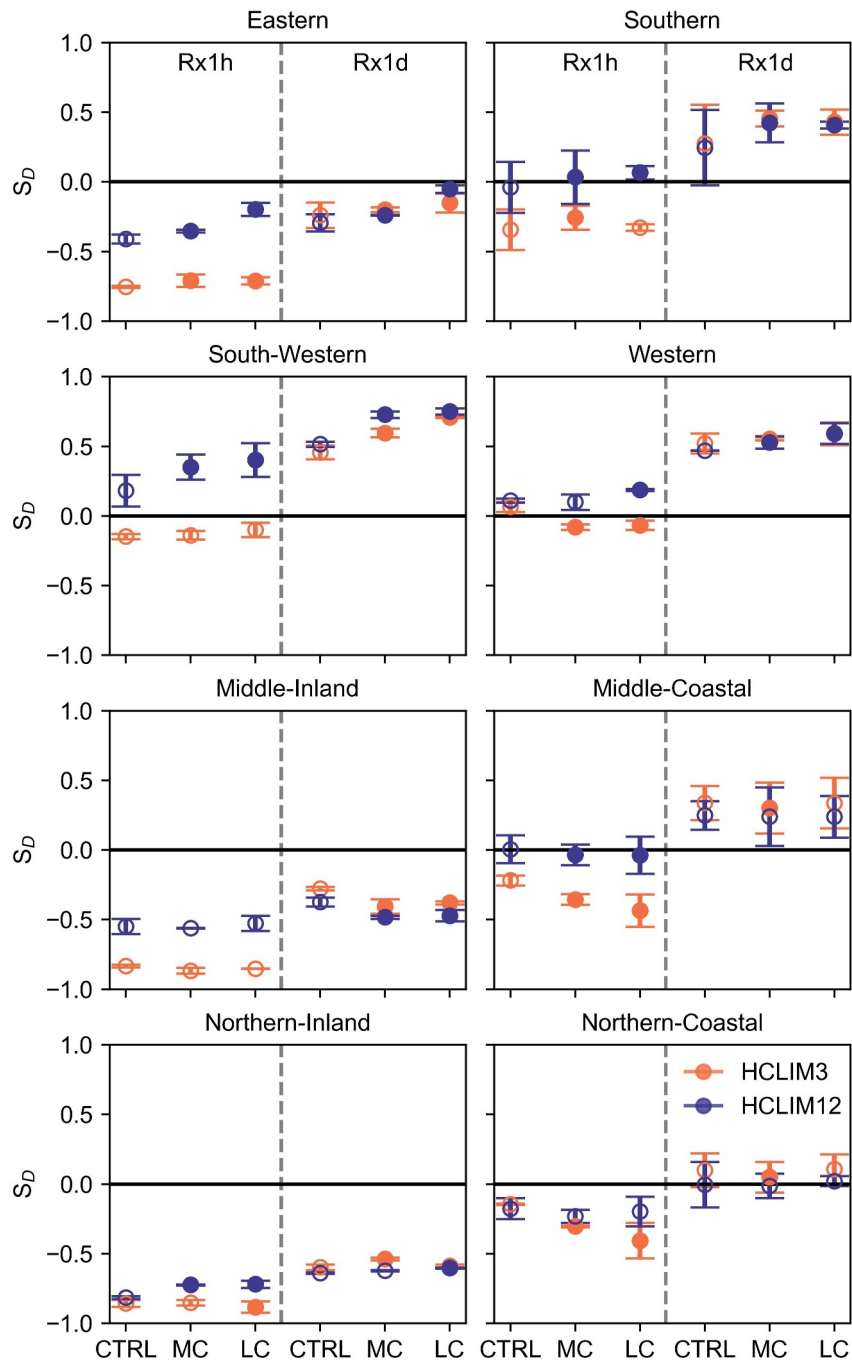 Eastern Southern
1.0 Rx1h Rx1d Rx1h Rx1d
0.5
0.0
−0.5
−1.0
S_D
South-Western Western
1.0
0.5
0.0
−0.5
−1.0
S_D
Middle-Inland Middle-Coastal
1.0
0.5
0.0
−0.5
−1.0
S_D
Northern-Inland Northern-Coastal
1.0
0.5
0.0
−0.5
−1.0
S_D
HCLIM3
HCLIM12
CTRL MC LC CTRL MC LC CTRL MC LC CTRL MC LC